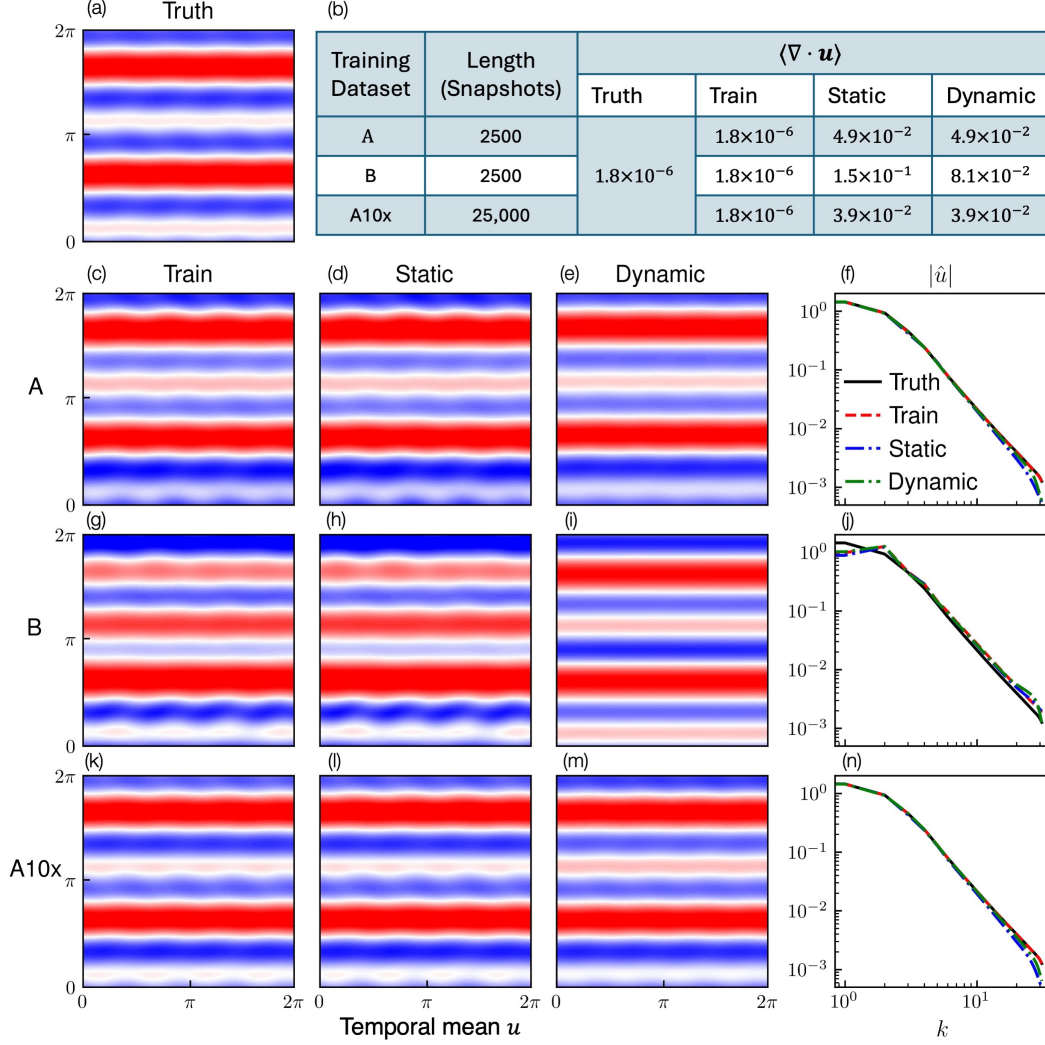 (a) Truth
2π
π
0
(b)
Training Dataset Length (Snapshots) ⟨∇ · u⟩
Truth Train Static Dynamic
A 2500 1.8×10⁻⁶ 1.8×10⁻⁶ 4.9×10⁻² 4.9×10⁻²
B 2500 1.8×10⁻⁶ 1.5×10⁻¹ 8.1×10⁻²
A10x 25,000 1.8×10⁻⁶ 3.9×10⁻² 3.9×10⁻²
(c) Train (d) Static (e) Dynamic (f) |û|
A
2π
π
0
10⁰
10⁻¹
10⁻²
10⁻³
Truth
Train
Static
Dynamic
(g) (h) (i) (j)
B
2π
π
0
10⁰
10⁻¹
10⁻²
10⁻³
(k) (l) (m) (n)
A10x
2π
π
0
10⁰
10⁻¹
10⁻²
10⁻³
0 π 2π 0 π 2π 0 π 2π 10⁰ 10¹
Temporal mean u
k